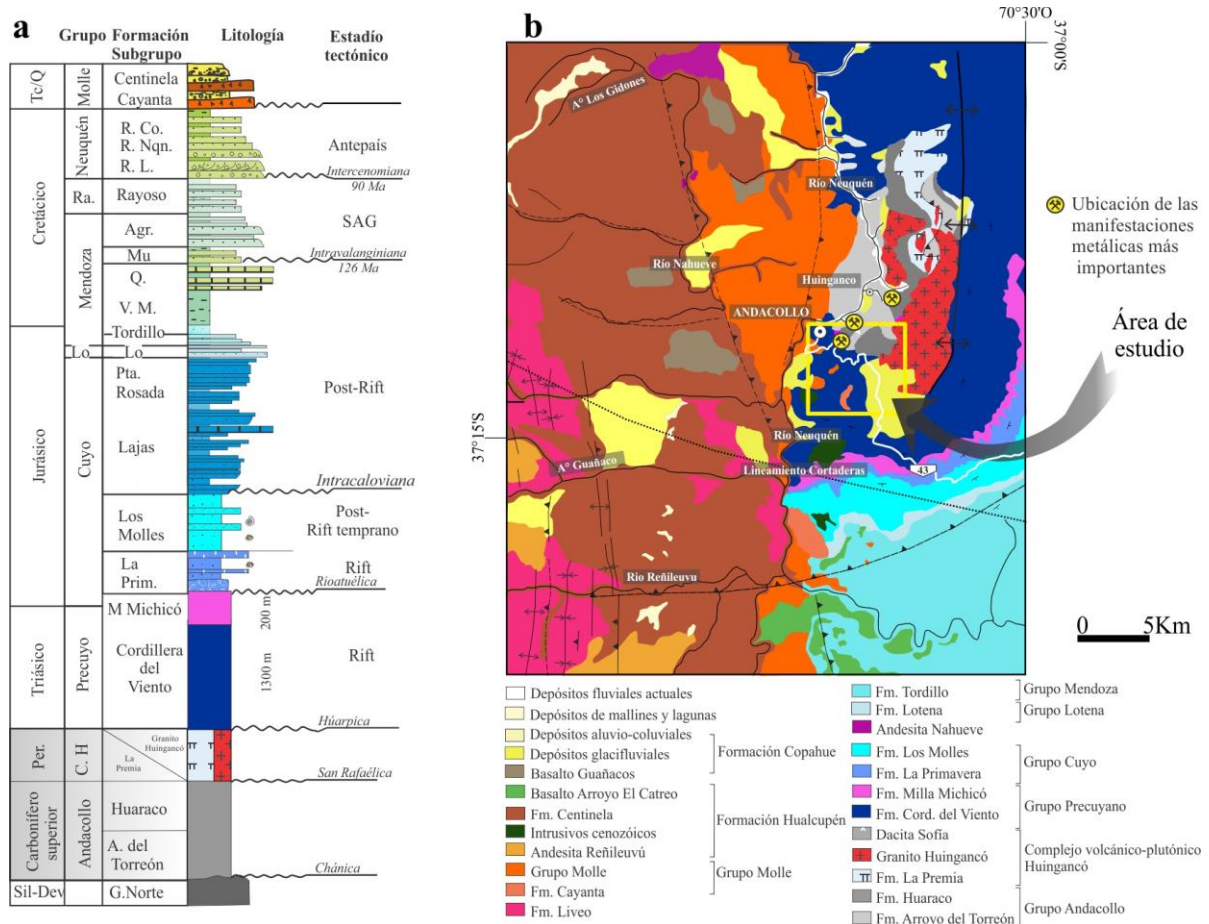 a
Grupo Formación Litología Estadío
Subgrupo tectónico
Tc/Q
Molle
Centinela
Cayanta
Cretácico
Neuquén
R. Co.
R. Nqn.
R. L.
Antepaís
Intercenomiana
90 Ma
Ra.
Rayoso
SAG
Mendoza
Agr.
Mu
Intravalanginiana
126 Ma
Q.
V. M.
Tordillo
Jurásico
Lo
Lo
Cuyo
Pta.
Rosada
Post-Rift
Lajas
Intracaloviana
Los
Molles
Post-
Rift temprano
La
Prim.
Rift
Rioatuélica
Triásico
Precuyo
M Michicó
200 m
Cordillera
del
Viento
1300 m
Rift
Húarpica
Per.
C. H
Granito
Huingancó
La
Premia
San Rafaélica
Carbonífero
superior
Andacollo
Huaraco
A. del
Torreón
Chánica
Sil-Dev
G.Norte
b
70°30'O
37°00'S
37°15'S
A° Los Gidones
Río Neuquén
Río Nahueve
Huinganco
ANDACOLLO
Río Neuquén
A° Guañaco
Lineamiento Cortaderas
43
Rio Reñileuvu
Ubicación de las
manifestaciones
metálicas más
importantes
Área de
estudio
0 5Km
Depósitos fluviales actuales
Depósitos de mallines y lagunas
Depósitos aluvio-coluviales
Depósitos glacifluviales
Basalto Guañacos
Formación Copahue
Basalto Arroyo El Catreo
Fm. Centinela
Intrusivos cenozóicos
Andesita Reñileuvú
Formación Hualcupén
Grupo Molle
Fm. Cayanta
Grupo Molle
Fm. Liveo
Fm. Tordillo
Grupo Mendoza
Fm. Lotena
Grupo Lotena
Andesita Nahueve
Fm. Los Molles
Fm. La Primavera
Grupo Cuyo
Fm. Milla Michicó
Fm. Cord. del Viento
Grupo Precuyano
Dacita Sofía
Granito Huingancó
Fm. La Premia
Complejo volcánico-plutónico
Huingancó
Fm. Huaraco
Fm. Arroyo del Torreón
Grupo Andacollo